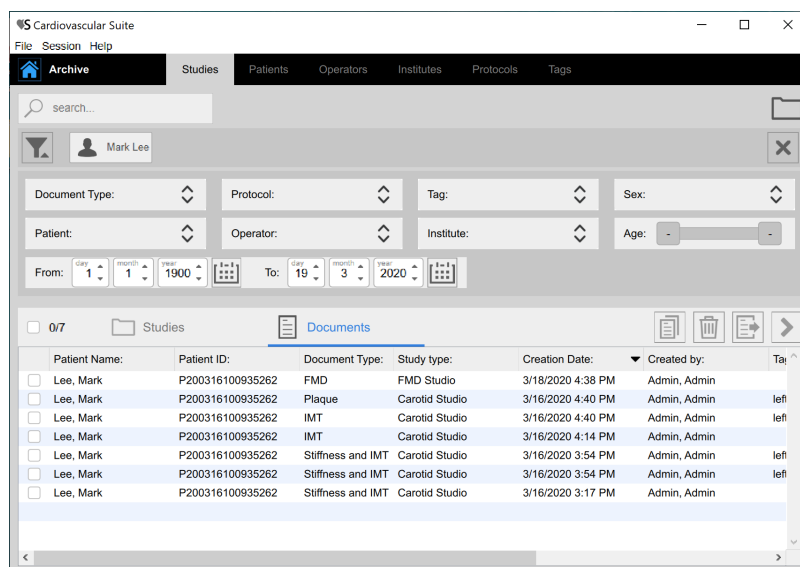 VS Cardiovascular Suite
File Session Help
Archive Studies Patients Operators Institutes Protocols Tags
search...
Mark Lee
Document Type: Protocol: Tag: Sex:
Patient: Operator: Institute: Age: - -
day month year day month year
From: 1 1 1900 To: 19 3 2020
0/7 Studies Documents
Patient Name: Patient ID: Document Type: Study type: Creation Date: Created by:
Lee, Mark P200316100935262 FMD FMD Studio 3/18/2020 4:38 PM Admin, Admin
Lee, Mark P200316100935262 Plaque Carotid Studio 3/16/2020 4:40 PM Admin, Admin left
Lee, Mark P200316100935262 IMT Carotid Studio 3/16/2020 4:40 PM Admin, Admin left
Lee, Mark P200316100935262 IMT Carotid Studio 3/16/2020 4:14 PM Admin, Admin
Lee, Mark P200316100935262 Stiffness and IMT Carotid Studio 3/16/2020 3:54 PM Admin, Admin left
Lee, Mark P200316100935262 Stiffness and IMT Carotid Studio 3/16/2020 3:54 PM Admin, Admin left
Lee, Mark P200316100935262 Stiffness and IMT Carotid Studio 3/16/2020 3:17 PM Admin, Admin